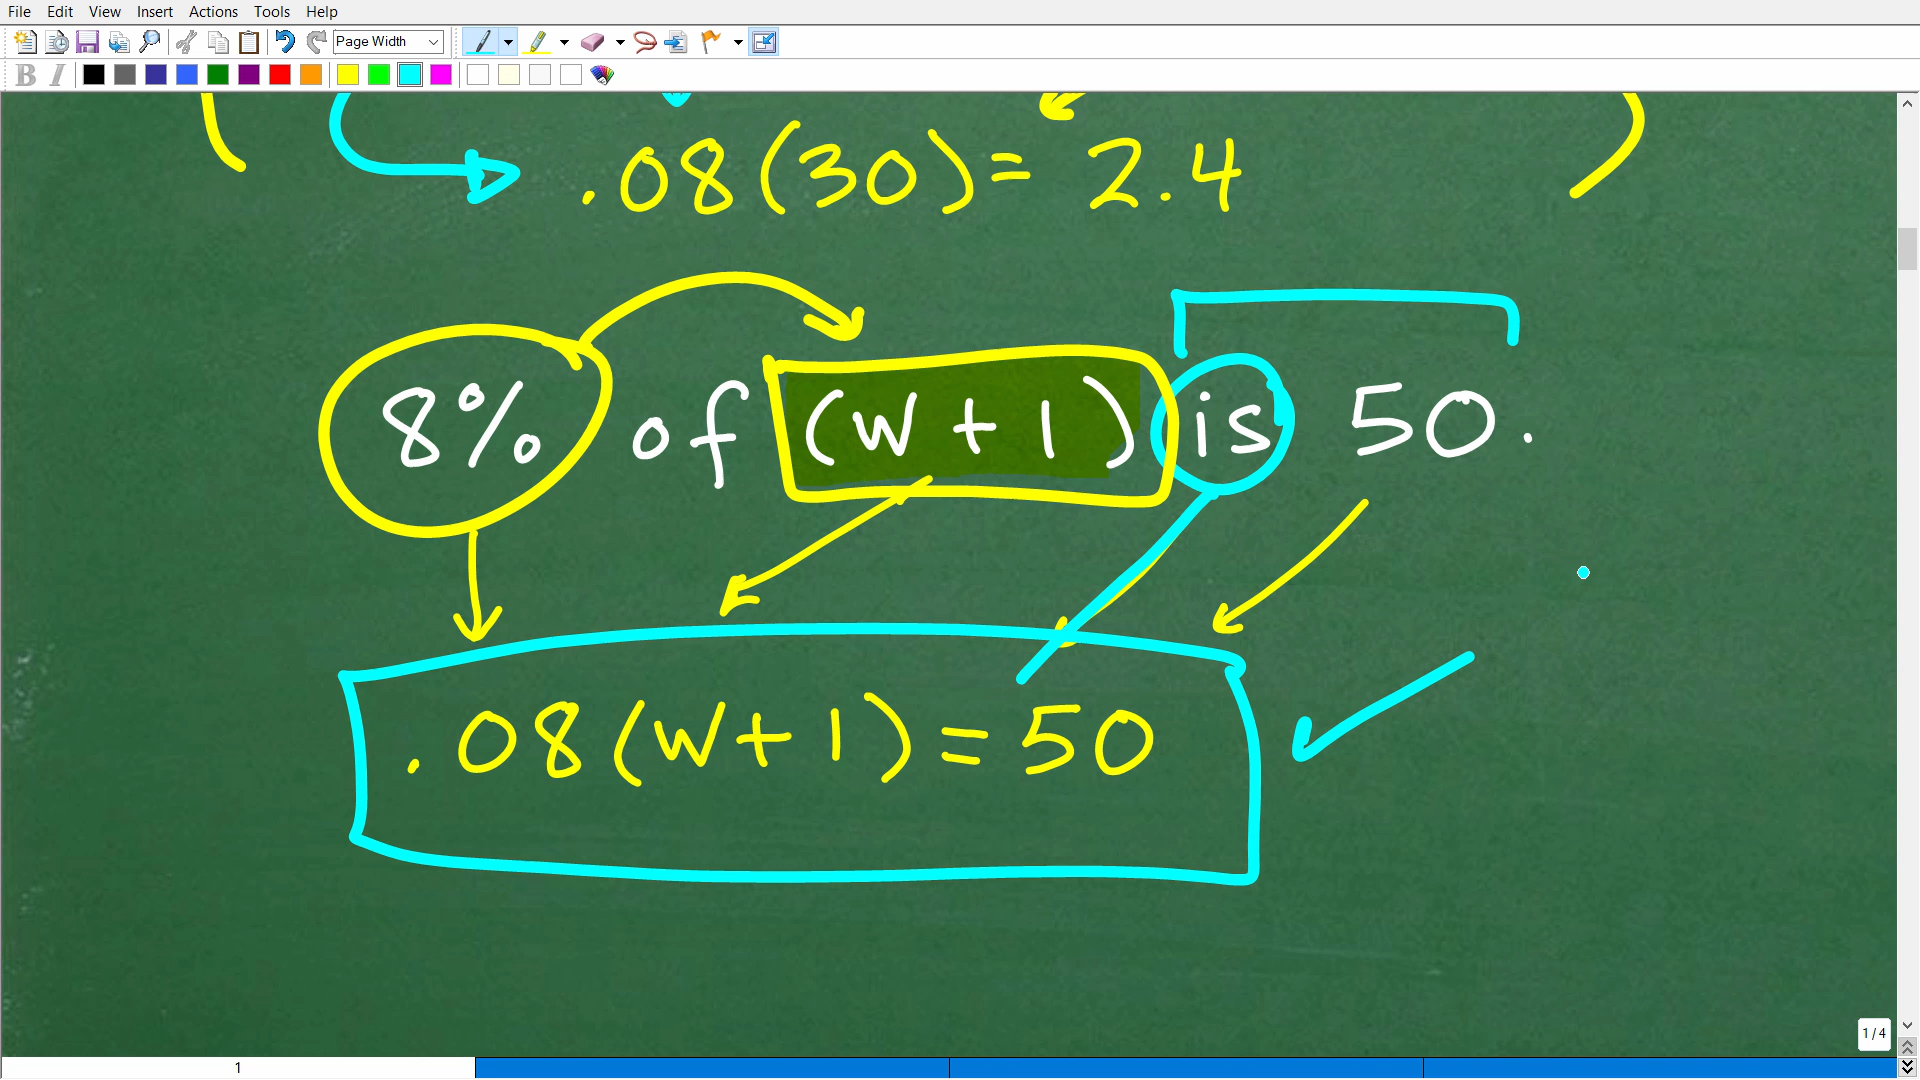 File Edit View Insert Actions Tools Help
Page Width
B I
.08(30)= 2.4
8% of (W+1) is 50.
.08(W+1)=50
1/4
1